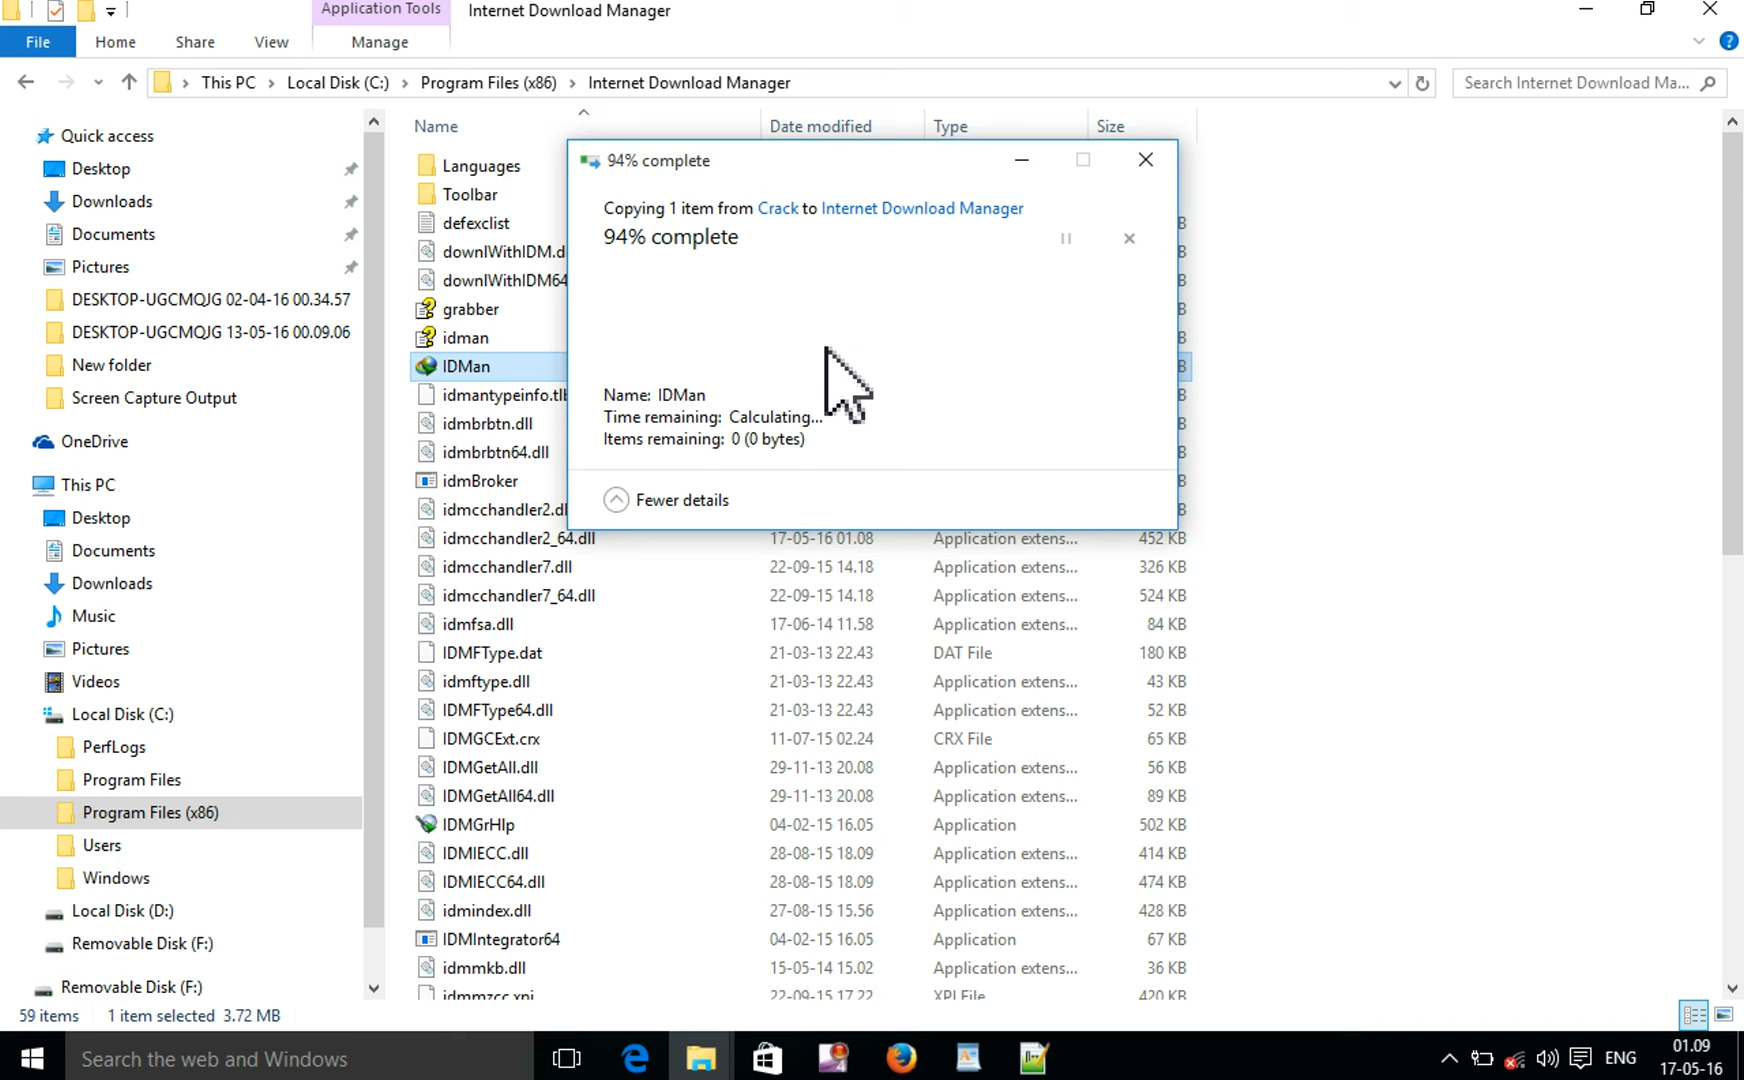 Application Tools
Internet Download Manager
File
Home
Share
View
Manage
This PC
Local Disk (C:)
Program Files (x86)
Internet Download Manager
Search Internet Download Ma...
Quick access
Desktop
Downloads
Documents
Pictures
DESKTOP-UGCMQJG 02-04-16 00.34.57
DESKTOP-UGCMQJG 13-05-16 00.09.06
New folder
Screen Capture Output
OneDrive
This PC
Desktop
Documents
Downloads
Music
Pictures
Videos
Local Disk (C:)
PerfLogs
Program Files
Program Files (x86)
Users
Windows
Local Disk (D:)
Removable Disk (F:)
Removable Disk (F:)
Name Date modified Type Size
Languages
Toolbar
defexclist
downlWithIDM.d
downlWithIDM64
grabber
idman
IDMan
idmantypeinfo.tlb
idmbrbtn.dll
idmbrbtn64.dll
idmBroker
idmcchandler2.dl
94% complete
Copying 1 item from Crack to Internet Download Manager
94% complete
Name: IDMan
Time remaining: Calculating...
Items remaining: 0 (0 bytes)
Fewer details
idmcchandler2_64.dll 17-05-16 01.08 Application extens... 452 KB
idmcchandler7.dll 22-09-15 14.18 Application extens... 326 KB
idmcchandler7_64.dll 22-09-15 14.18 Application extens... 524 KB
idmfsa.dll 17-06-14 11.58 Application extens... 84 KB
IDMFType.dat 21-03-13 22.43 DAT File 180 KB
idmftype.dll 21-03-13 22.43 Application extens... 43 KB
IDMFType64.dll 21-03-13 22.43 Application extens... 52 KB
IDMGCExt.crx 11-07-15 02.24 CRX File 65 KB
IDMGetAll.dll 29-11-13 20.08 Application extens... 56 KB
IDMGetAll64.dll 29-11-13 20.08 Application extens... 89 KB
IDMGrHlp 04-02-15 16.05 Application 502 KB
IDMIECC.dll 28-08-15 18.09 Application extens... 414 KB
IDMIECC64.dll 28-08-15 18.09 Application extens... 474 KB
idmindex.dll 27-08-15 15.56 Application extens... 428 KB
IDMIntegrator64 04-02-15 16.05 Application 67 KB
idmmkb.dll 15-05-14 15.02 Application extens... 36 KB
idmmzcc.xpi 22-09-15 17.22 XPI File 420 KB
59 items 1 item selected 3.72 MB
Search the web and Windows
ENG
01.09
17-05-16